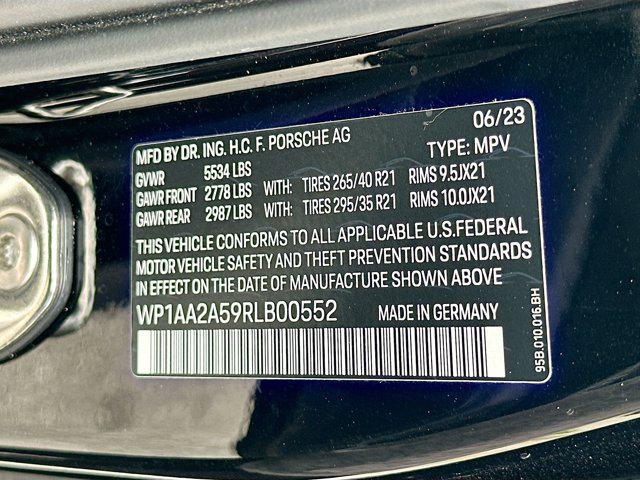 06/23
MFD BY DR. ING. H.C. F. PORSCHE AG
TYPE: MPV
GVWR 5534 LBS
GAWR FRONT 2778 LBS WITH: TIRES 265/40 R21 RIMS 9.5JX21
GAWR REAR 2987 LBS WITH: TIRES 295/35 R21 RIMS 10.0JX21
THIS VEHICLE CONFORMS TO ALL APPLICABLE U.S.FEDERAL
MOTOR VEHICLE SAFETY AND THEFT PREVENTION STANDARDS
IN EFFECT ON THE DATE OF MANUFACTURE SHOWN ABOVE
WP1AA2A59RLB00552 MADE IN GERMANY
95B.010.016.BH